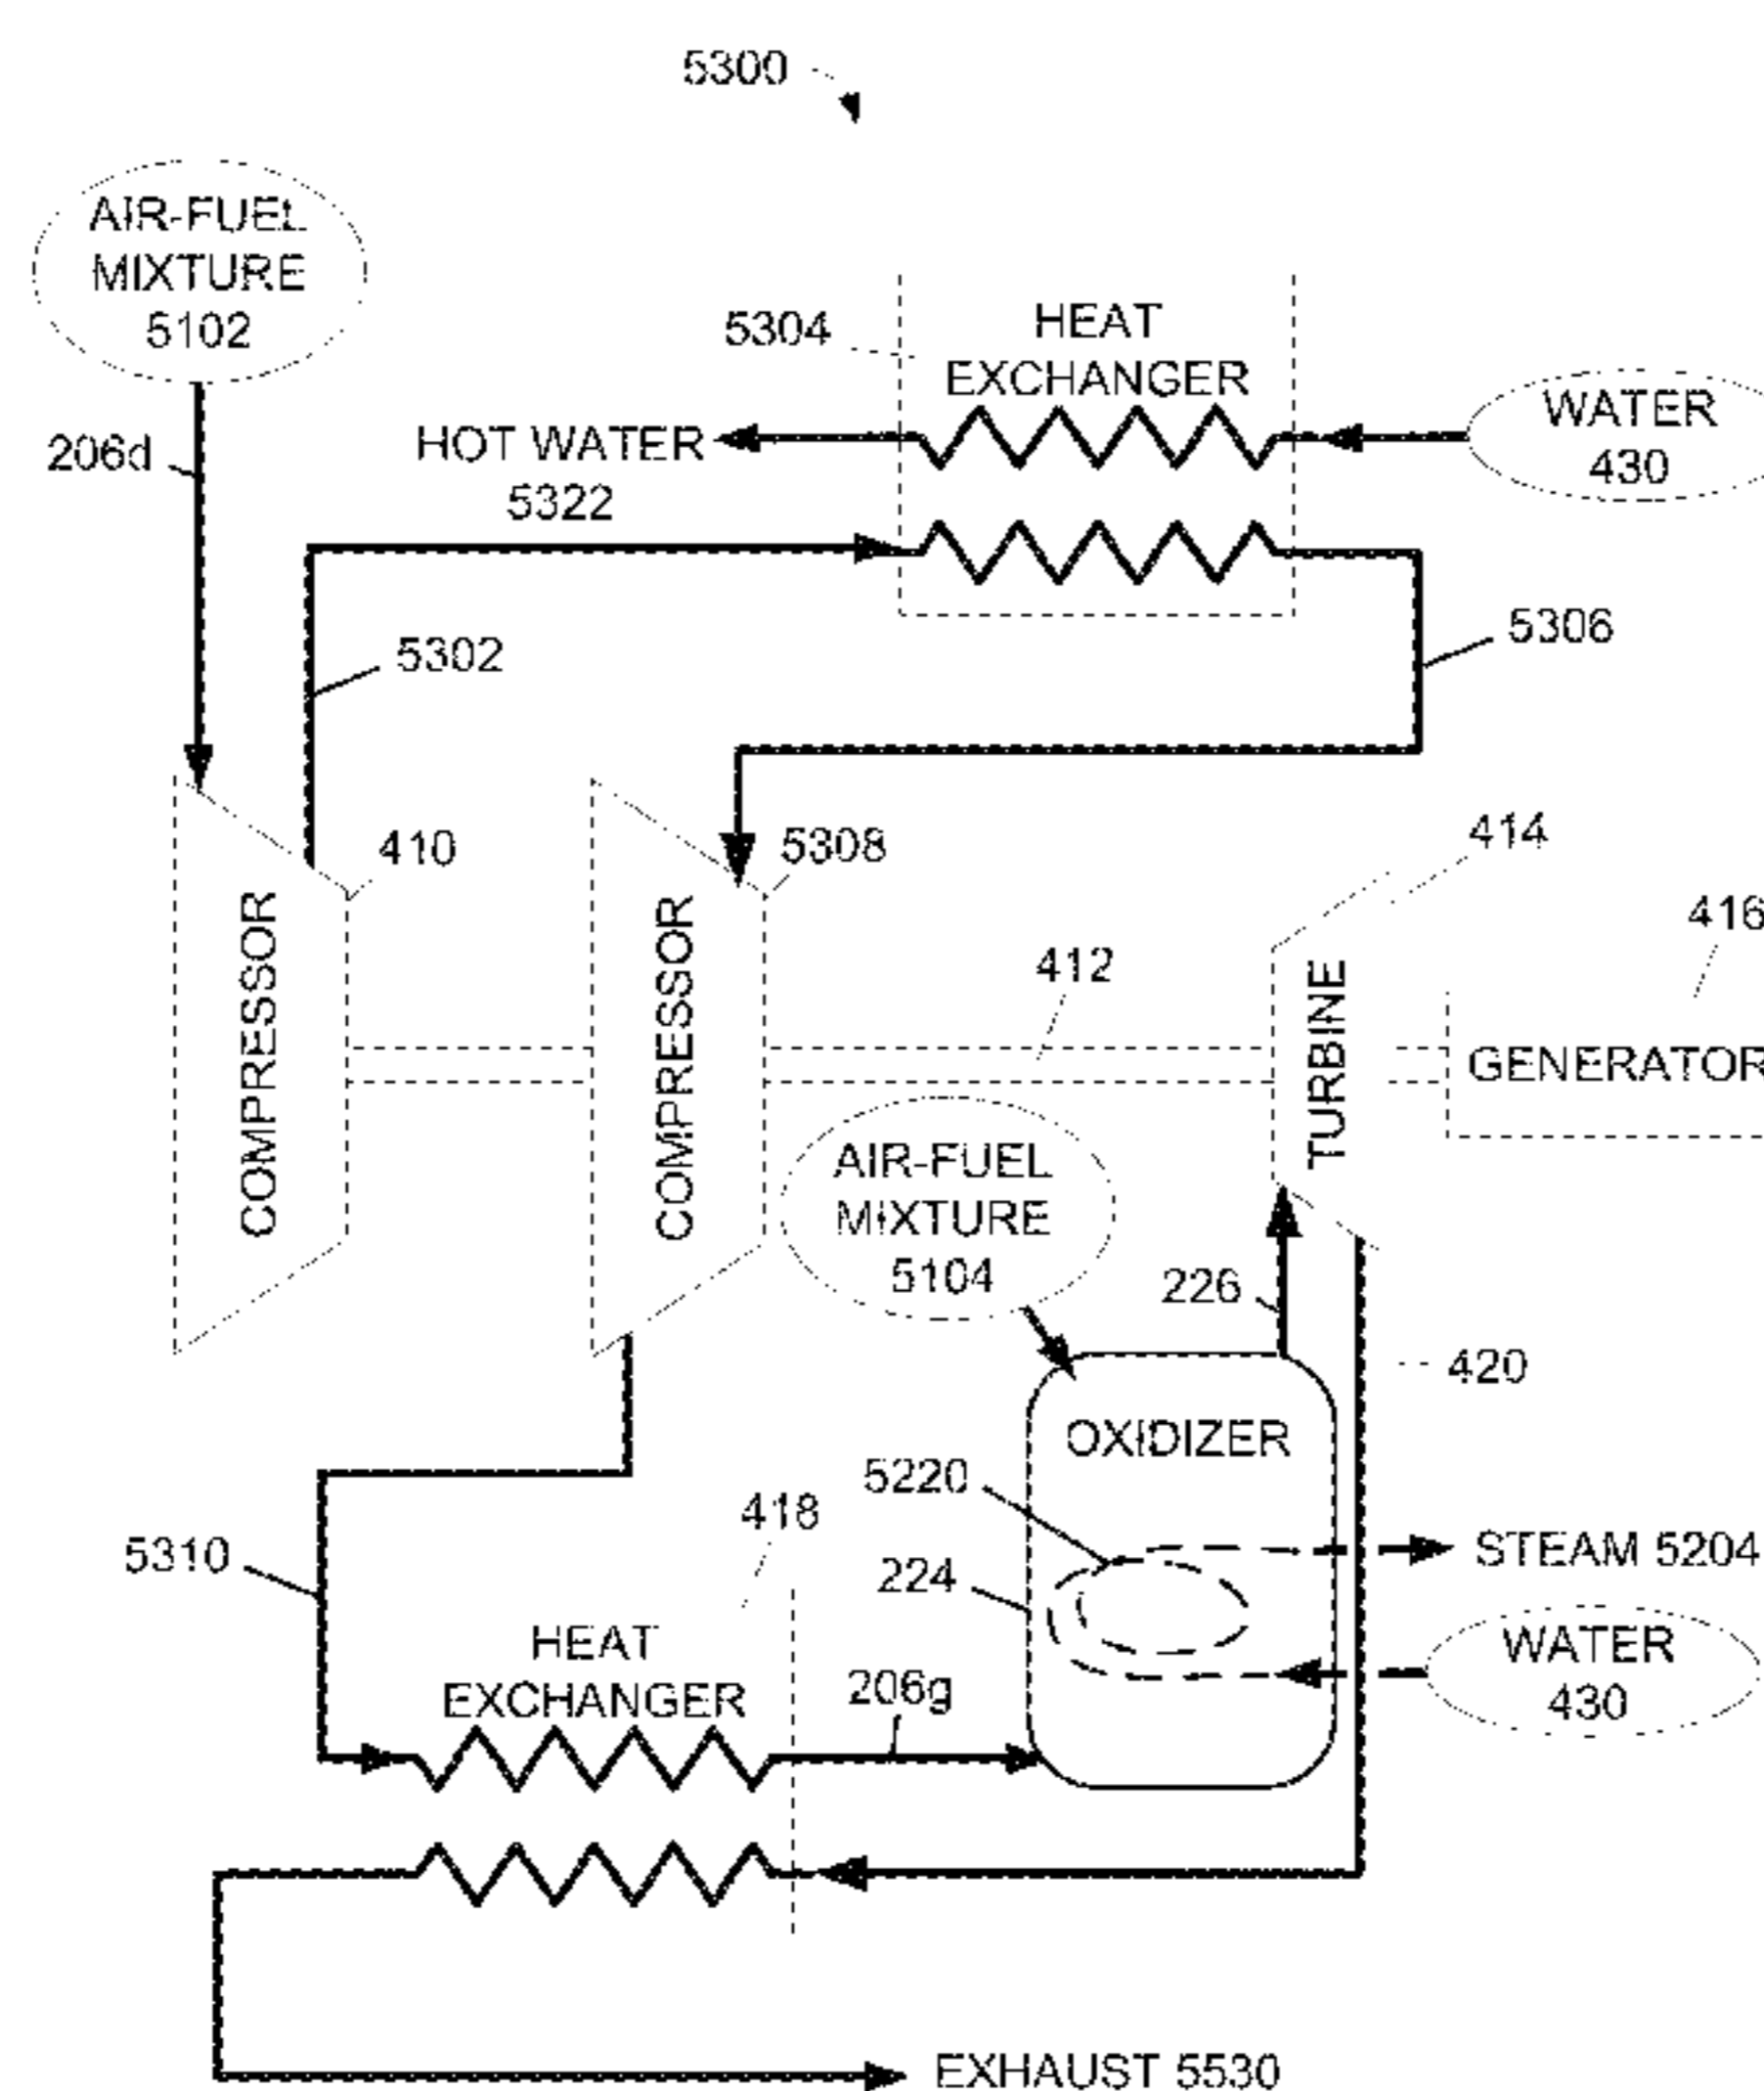 5300
AIR-FUEL
MIXTURE
5102
5304
HEAT
EXCHANGER
WATER
430
206d
HOT WATER
5322
5302
5306
410
5308
414
416
COMPRESSOR
COMPRESSOR
412
TURBINE
GENERATOR
AIR-FUEL
MIXTURE
5104
226
420
OXIDIZER
5220
418
5310
224
STEAM 5204
HEAT
EXCHANGER
206g
WATER
430
EXHAUST 5530